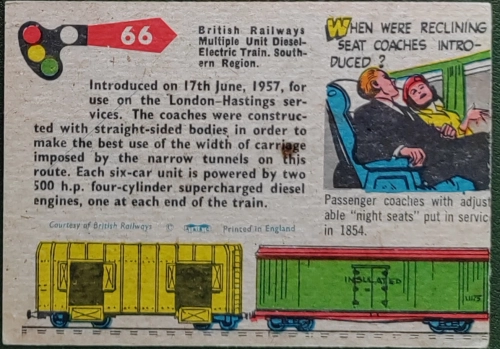 66
British Railways
Multiple Unit Diesel-
Electric Train. South-
ern Region.
Introduced on 17th June, 1957, for
use on the London-Hastings ser-
vices. The coaches were construc-
ted with straight-sided bodies in order to
make the best use of the width of carriage
imposed by the narrow tunnels on this
route. Each six-car unit is powered by two
500 h.p. four-cylinder supercharged diesel
engines, one at each end of the train.
Courtesy of British Railways ©
Printed in England
WHEN WERE RECLINING
SEAT COACHES INTRO-
DUCED ?
Passenger coaches with adjust
able "night seats" put in servic
in 1854.
INSULATED